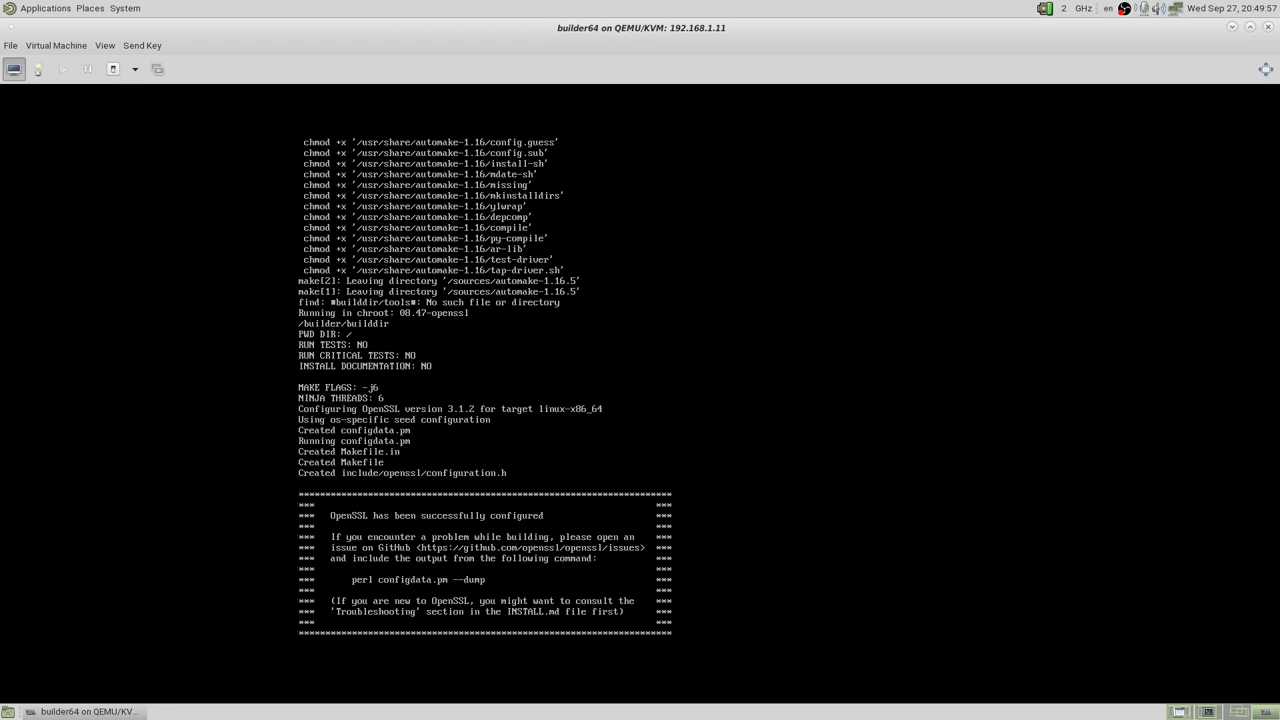 Applications Places System
2 GHz en Wed Sep 27, 20:49:57
builder64 on QEMU/KVM: 192.168.1.11
File Virtual Machine View Send Key
chmod +x '/usr/share/automake-1.16/config.guess'
chmod +x '/usr/share/automake-1.16/config.sub'
chmod +x '/usr/share/automake-1.16/install-sh'
chmod +x '/usr/share/automake-1.16/mdate-sh'
chmod +x '/usr/share/automake-1.16/missing'
chmod +x '/usr/share/automake-1.16/mkinstalldirs'
chmod +x '/usr/share/automake-1.16/ylwrap'
chmod +x '/usr/share/automake-1.16/depcomp'
chmod +x '/usr/share/automake-1.16/compile'
chmod +x '/usr/share/automake-1.16/py-compile'
chmod +x '/usr/share/automake-1.16/ar-lib'
chmod +x '/usr/share/automake-1.16/test-driver'
chmod +x '/usr/share/automake-1.16/tap-driver.sh'
make[2]: Leaving directory '/sources/automake-1.16.5'
make[1]: Leaving directory '/sources/automake-1.16.5'
find: ■builddir/tools■: No such file or directory
Running in chroot: 08.47-openssl
/builder/builddir
PWD DIR: /
RUN TESTS: NO
RUN CRITICAL TESTS: NO
INSTALL DOCUMENTATION: NO
MAKE FLAGS: -j6
NINJA THREADS: 6
Configuring OpenSSL version 3.1.2 for target linux-x86_64
Using os-specific seed configuration
Created configdata.pm
Running configdata.pm
Created Makefile.in
Created Makefile
Created include/openssl/configuration.h
**********************************************************************
***                                                                ***
***   OpenSSL has been successfully configured                     ***
***                                                                ***
***   If you encounter a problem while building, please open an    ***
***   issue on GitHub <https://github.com/openssl/openssl/issues>  ***
***   and include the output from the following command:           ***
***                                                                ***
***       perl configdata.pm --dump                                ***
***                                                                ***
***   (If you are new to OpenSSL, you might want to consult the    ***
***   'Troubleshooting' section in the INSTALL.md file first)      ***
***                                                                ***
**********************************************************************
builder64 on QEMU/KV...